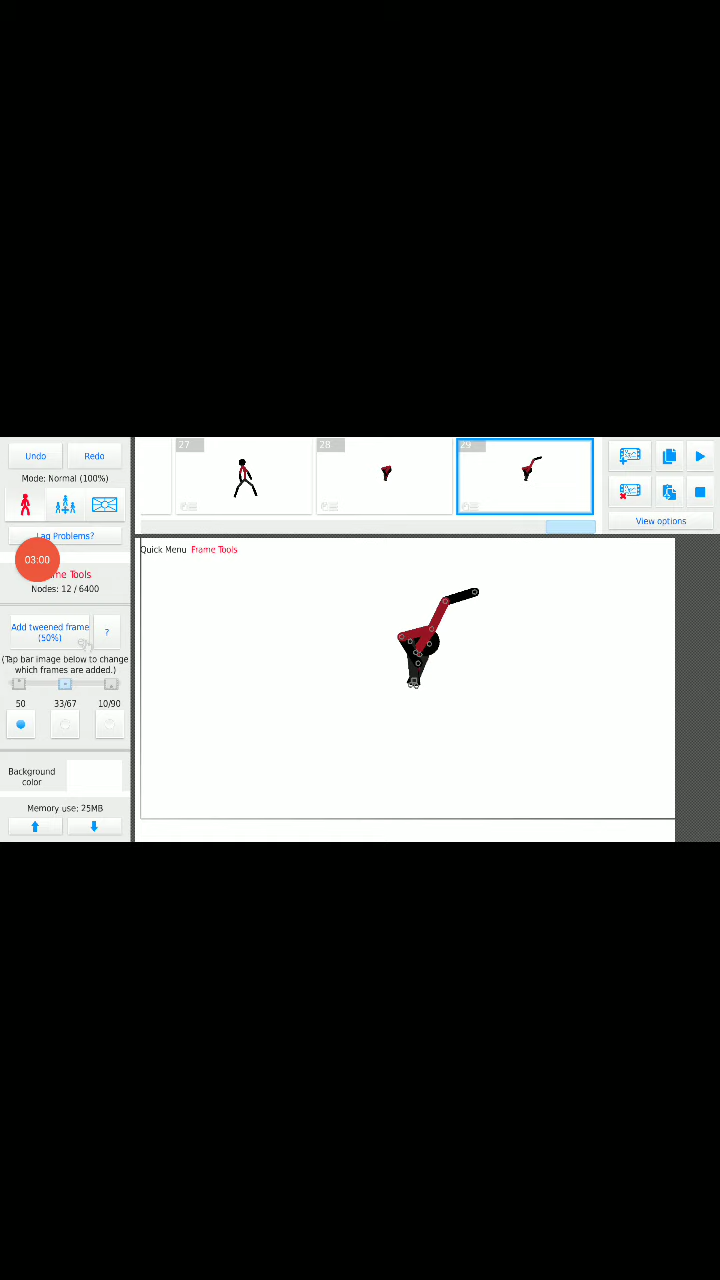 Undo Redo
Mode: Normal (100%)
Lag Problems?
03:00
me Tools
Nodes: 12 / 6400
Add tweened frame
(50%)
?
(Tap bar image below to change
which frames are added.)
50 33/67 10/90
Background
color
Memory use: 25MB
27 28 29
View options
Quick Menu Frame Tools